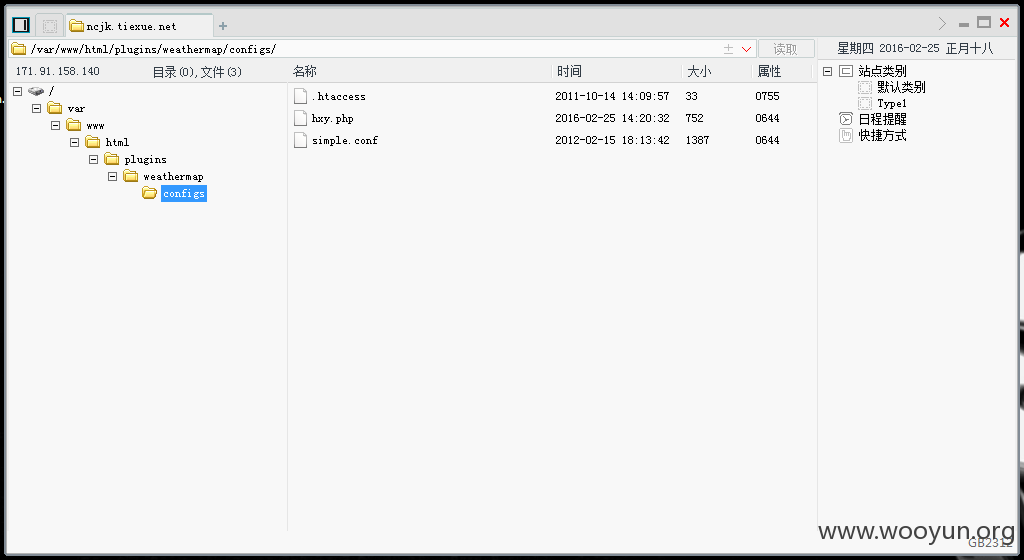 ncjk.tiexue.net
/var/www/html/plugins/weathermap/configs/
读取
星期四 2016-02-25 正月十八
171.91.158.140 目录(0),文件(3)
名称 时间 大小 属性
/
var
www
html
plugins
weathermap
configs
.htaccess 2011-10-14 14:09:57 33 0755
hxy.php 2016-02-25 14:20:32 752 0644
simple.conf 2012-02-15 18:13:42 1387 0644
站点类别
默认类别
Type1
日程提醒
快捷方式
www.wooyun.org
GB2312